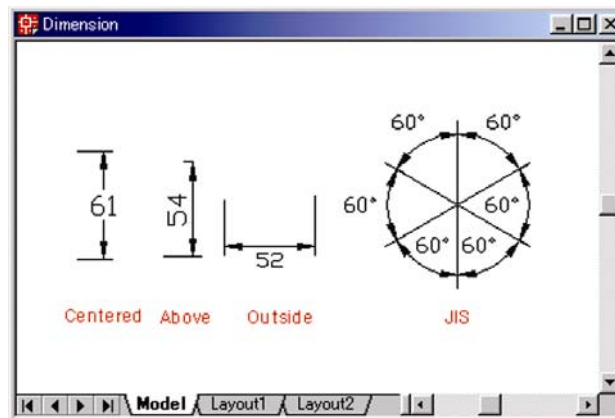 Dimension
60° 60°
61
54
60° 60°
52
60° 60°
Centered Above Outside JIS
Model Layout1 Layout2